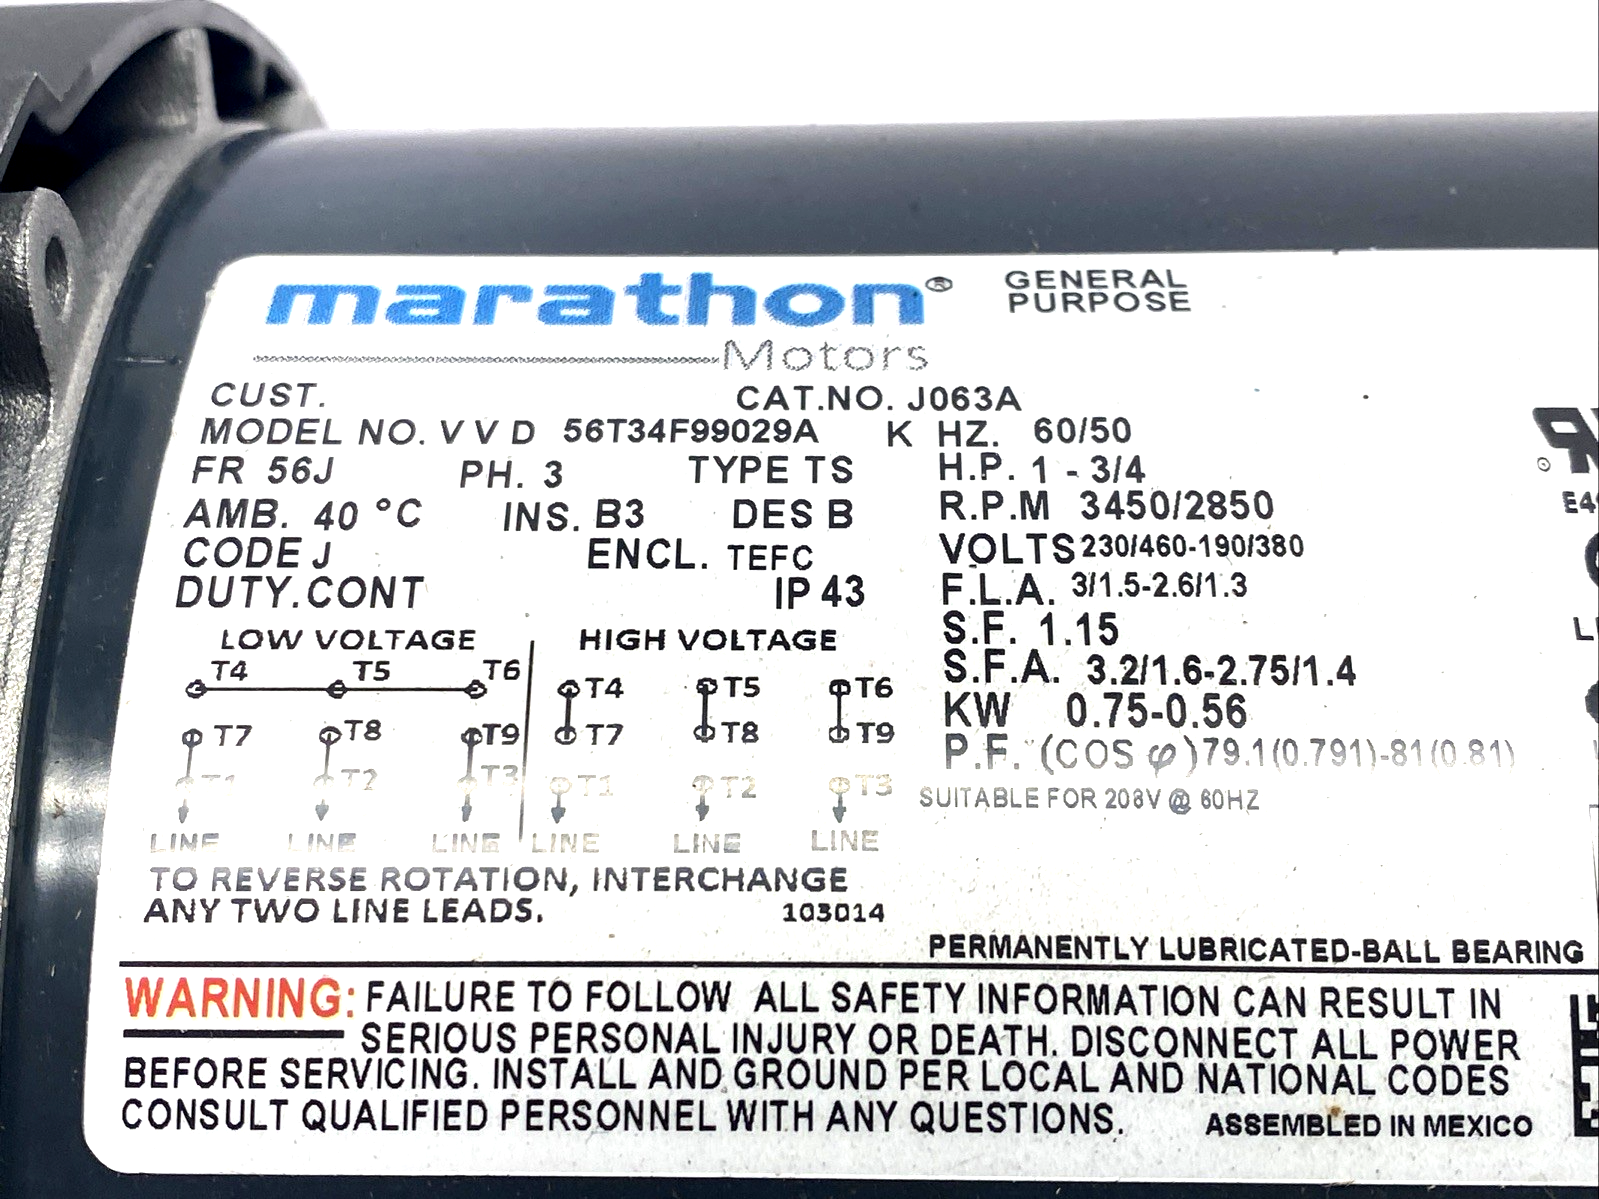 marathon® GENERAL PURPOSE
Motors
CUST. CAT.NO. J063A
MODEL NO. V V D 56T34F99029A K HZ. 60/50
FR 56J PH. 3 TYPE TS H.P. 1 - 3/4
AMB. 40 °C INS. B3 DES B R.P.M 3450/2850
CODE J ENCL. TEFC VOLTS 230/460-190/380
DUTY.CONT IP 43 F.L.A. 3/1.5-2.6/1.3
S.F. 1.15
S.F.A. 3.2/1.6-2.75/1.4
KW 0.75-0.56
P.F. (COS φ) 79.1(0.791)-81(0.81)
SUITABLE FOR 208V @ 60HZ
LOW VOLTAGE HIGH VOLTAGE
T4 T5 T6 T4 T5 T6
T7 T8 T9 T7 T8 T9
T1 T2 T3 T1 T2 T3
LINE LINE LINE LINE LINE LINE
TO REVERSE ROTATION, INTERCHANGE
ANY TWO LINE LEADS. 103014
PERMANENTLY LUBRICATED-BALL BEARING
WARNING: FAILURE TO FOLLOW ALL SAFETY INFORMATION CAN RESULT IN
SERIOUS PERSONAL INJURY OR DEATH. DISCONNECT ALL POWER
BEFORE SERVICING. INSTALL AND GROUND PER LOCAL AND NATIONAL CODES
CONSULT QUALIFIED PERSONNEL WITH ANY QUESTIONS. ASSEMBLED IN MEXICO